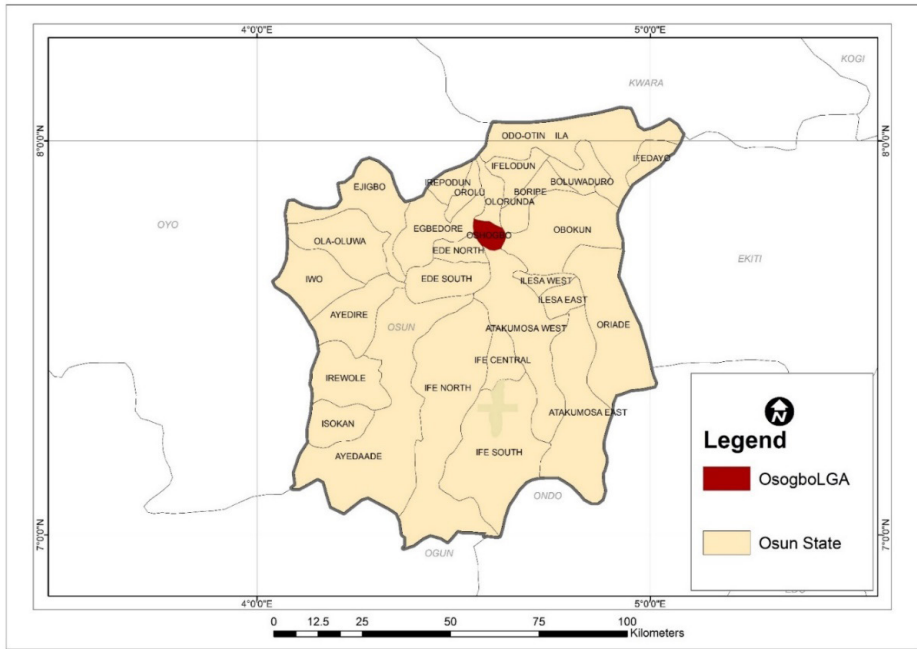 4°0'0"E 5°0'0"E
KOGI
KWARA
8°0'0"N 8°0'0"N
ODO-OTIN ILA
IFEDAYO
IFELODUN
IREPODUN BOLUWADURO
EJIGBO
OROLU BORIPE
OLORUNDA
OYO
EGBEDORE OSHOGBO OBOKUN
OLA-OLUWA
EDE NORTH
EKITI
IWO EDE SOUTH ILESA WEST
ILESA EAST
AYEDIRE
OSUN ATAKUMOSA WEST ORIADE
IFE CENTRAL
IREWOLE IFE NORTH
ATAKUMOSA EAST
ISOKAN
AYEDAADE IFE SOUTH
ONDO
OGUN
7°0'0"N 7°0'0"N
N
Legend
OsogboLGA
Osun State
4°0'0"E 5°0'0"E
0 12.5 25 50 75 100
Kilometers